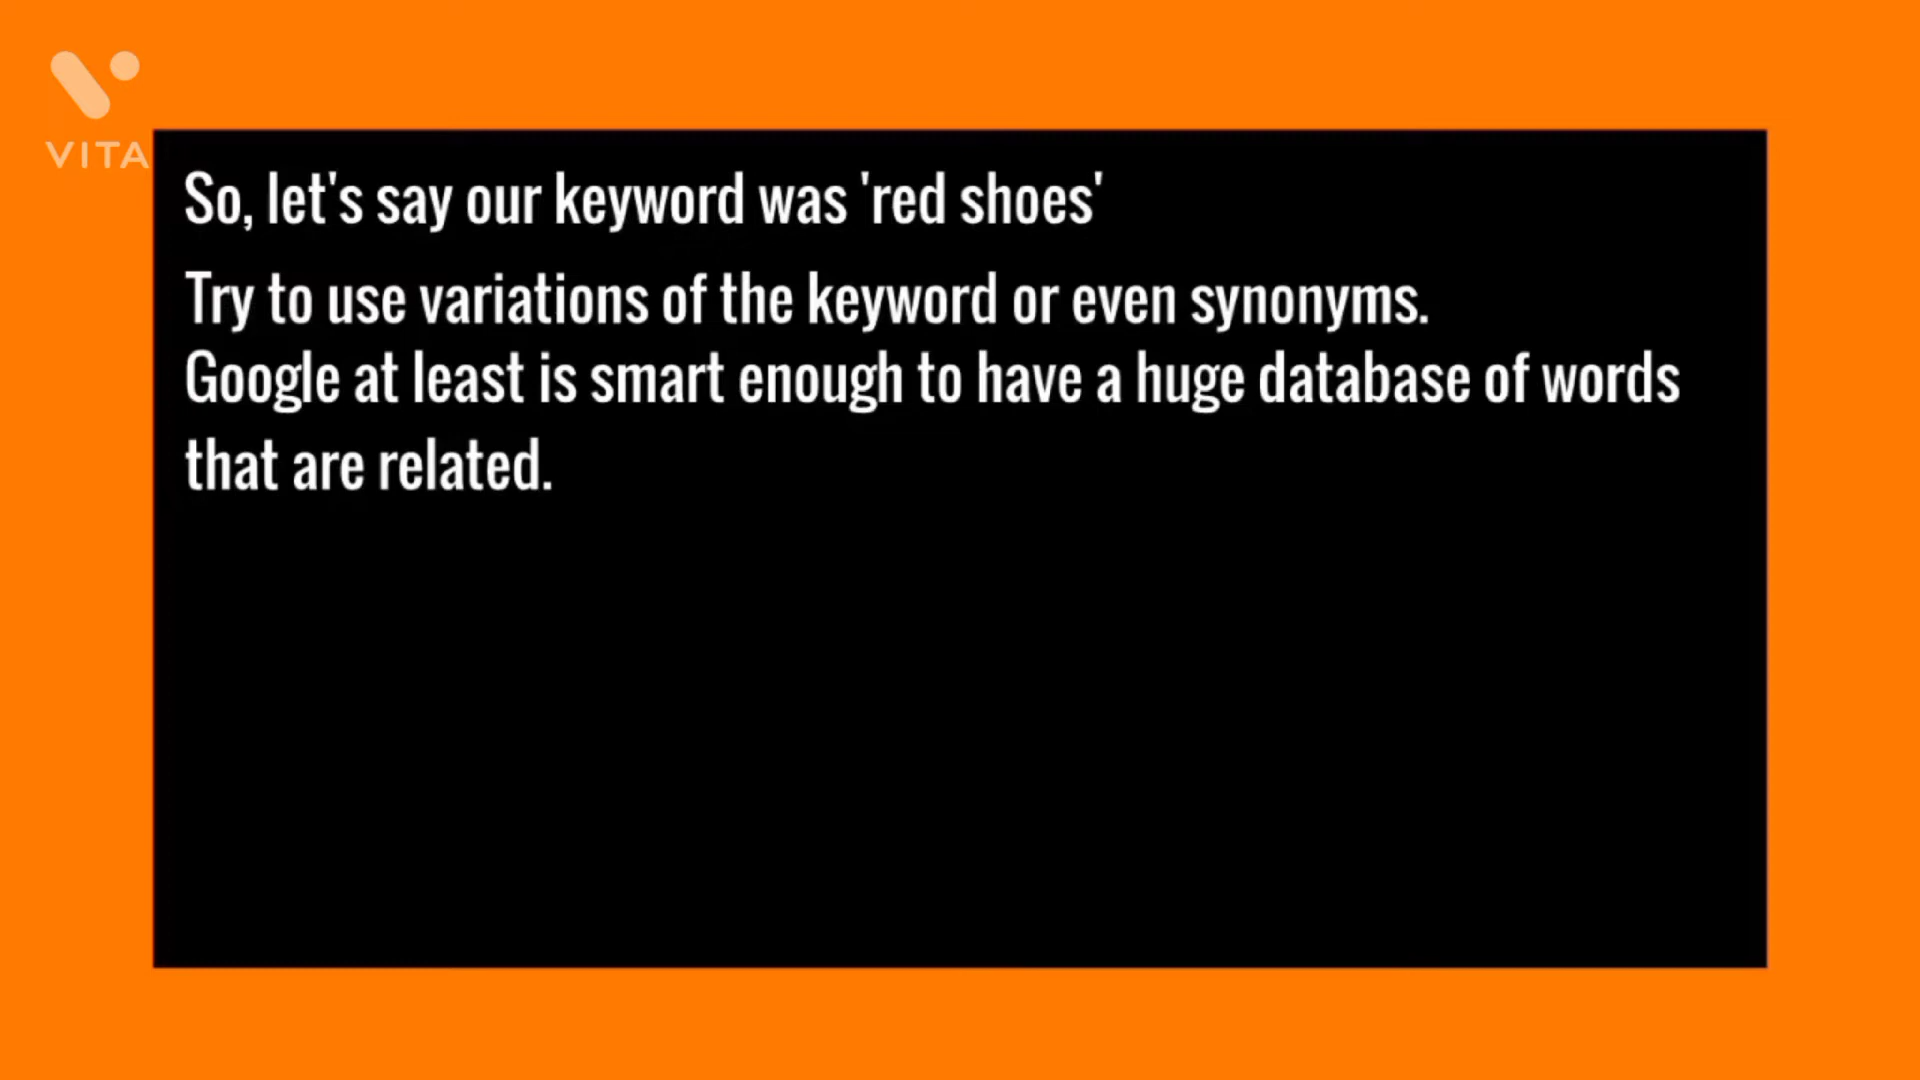 VITA
So, let's say our keyword was 'red shoes'
Try to use variations of the keyword or even synonyms.
Google at least is smart enough to have a huge database of words
that are related.